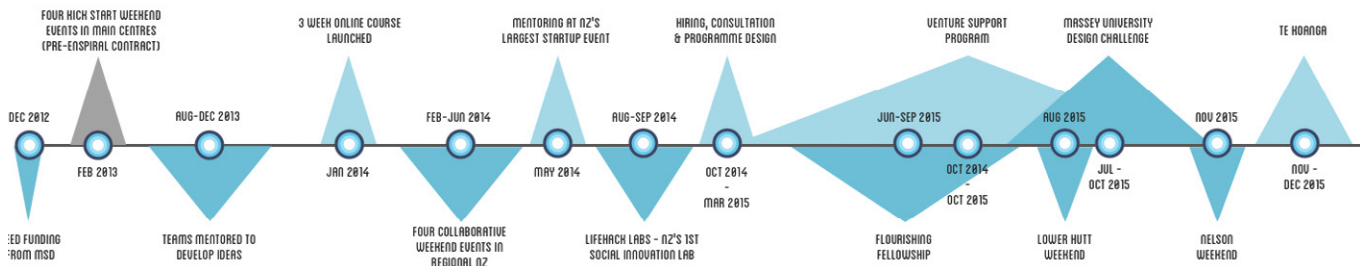 FOUR KICK START WEEKEND
EVENTS IN MAIN CENTRES
(PRE-ENSPIRAL CONTRACT)
3 WEEK ONLINE COURSE
LAUNCHED
MENTORING AT NZ'S
LARGEST STARTUP EVENT
HIRING, CONSULTATION
& PROGRAMME DESIGN
VENTURE SUPPORT
PROGRAM
MASSEY UNIVERSITY
DESIGN CHALLENGE
TE KOANGA
DEC 2012
AUG-DEC 2013
FEB-JUN 2014
AUG-SEP 2014
JUN-SEP 2015
AUG 2015
NOV 2015
FEB 2013
JAN 2014
MAY 2014
OCT 2014
-
MAR 2015
OCT 2014
-
OCT 2015
JUL -
OCT 2015
NOV -
DEC 2015
EED FUNDING
FROM MSD
TEAMS MENTORED TO
DEVELOP IDEAS
FOUR COLLABORATIVE
WEEKEND EVENTS IN
REGIONAL NZ
LIFEHACK LABS - NZ'S 1ST
SOCIAL INNOVATION LAB
FLOURISHING
FELLOWSHIP
LOWER HUTT
WEEKEND
NELSON
WEEKEND